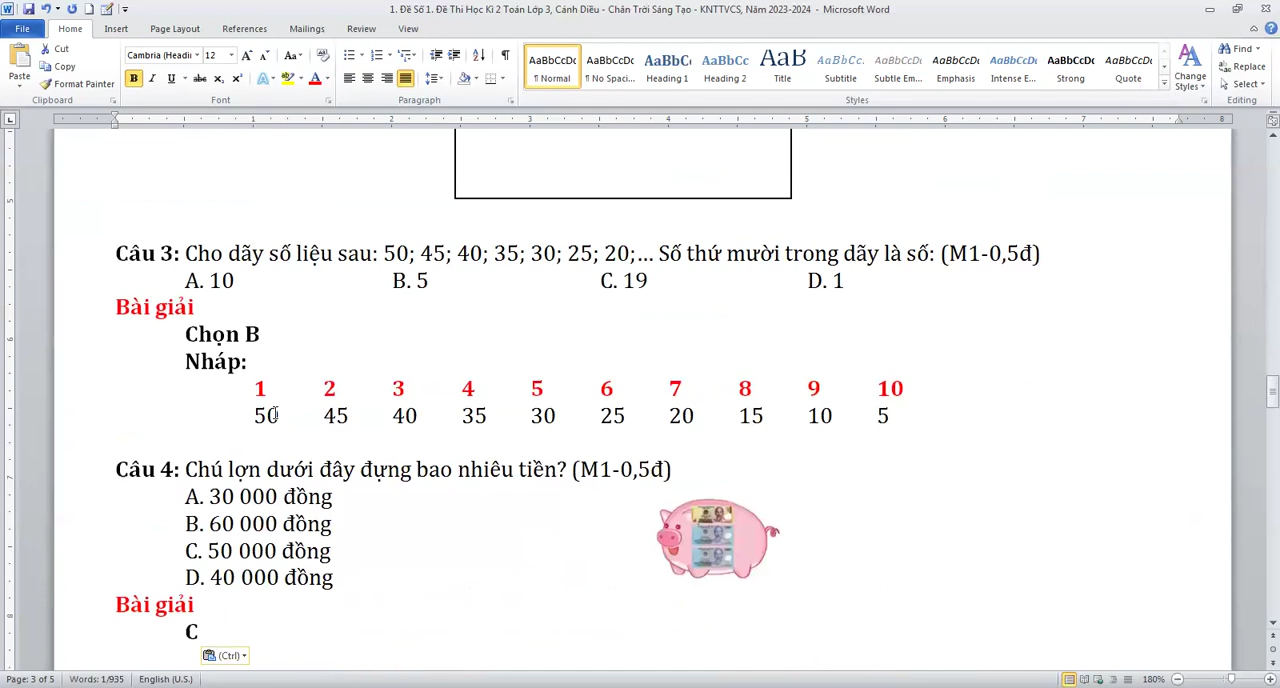 1. Đề Số 1. Đề Thi Học Kì 2 Toán Lớp 3, Cánh Diều - Chân Trời Sáng Tạo - KNTTVCS, Năm 2023-2024 - Microsoft Word
File Home Insert Page Layout References Mailings Review View
Cut
Copy
Format Painter
Paste
Clipboard
Cambria (Headi 12
Font
Paragraph
AaBbCcDc AaBbCcDc AaBbCc AaBbCc AaB AaBbCc. AaBbCcDc AaBbCcDc AaBbCcDc AaBbCcDc AaBbCcDc
¶ Normal ¶ No Spaci... Heading 1 Heading 2 Title Subtitle Subtle Em... Emphasis Intense E... Strong Quote
Styles
Change Styles
Find
Replace
Select
Editing
1 2 3 4 5 6 7 8
Câu 3: Cho dãy số liệu sau: 50; 45; 40; 35; 30; 25; 20;... Số thứ mười trong dãy là số: (M1-0,5đ)
A. 10 B. 5 C. 19 D. 1
Bài giải
Chọn B
Nháp:
1 2 3 4 5 6 7 8 9 10
50 45 40 35 30 25 20 15 10 5
Câu 4: Chú lợn dưới đây đựng bao nhiêu tiền? (M1-0,5đ)
A. 30 000 đồng
B. 60 000 đồng
C. 50 000 đồng
D. 40 000 đồng
Bài giải
C
(Ctrl)
Page: 3 of 5 Words: 1/935 English (U.S.) 180%